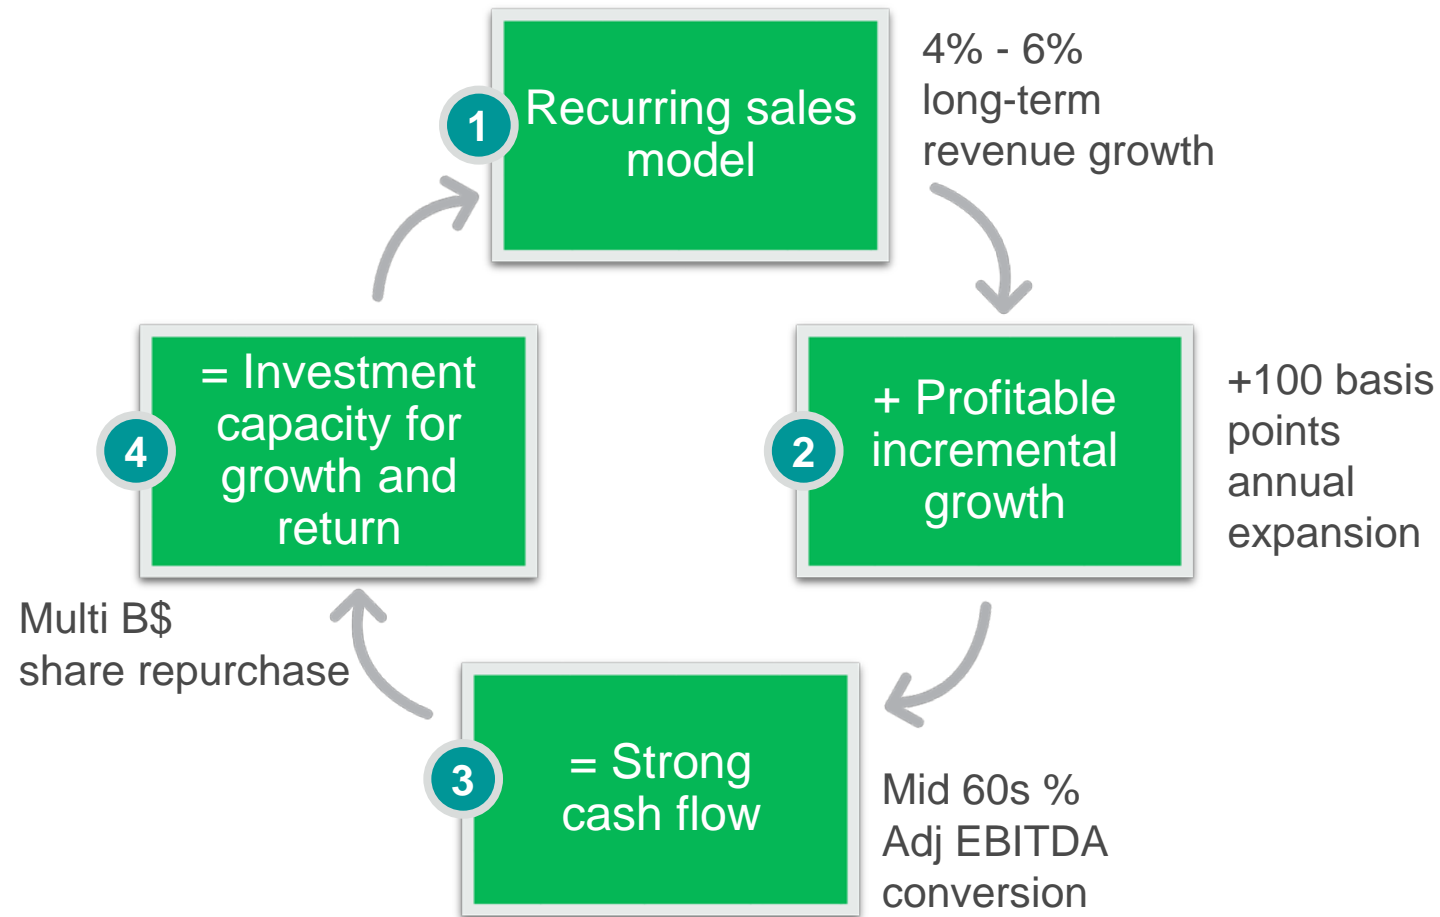 1
Recurring sales
model
4% - 6%
long-term
revenue growth
2
+ Profitable
incremental
growth
+100 basis
points
annual
expansion
3
= Strong
cash flow
Mid 60s %
Adj EBITDA
conversion
4
= Investment
capacity for
growth and
return
Multi B$
share repurchase